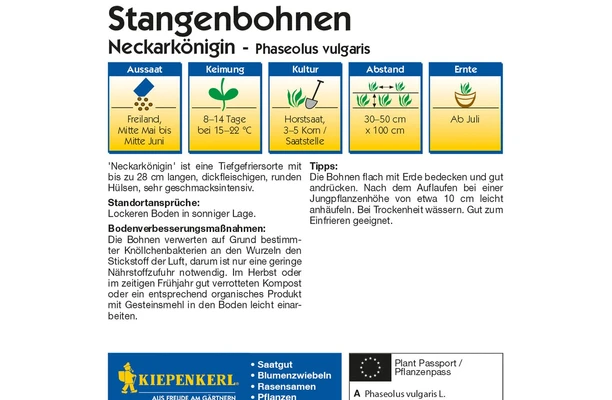 Stangenbohnen
Neckarkönigin - Phaseolus vulgaris
Aussaat
Freiland,
Mitte Mai bis
Mitte Juni
Keimung
8–14 Tage
bei 15–22 °C
Kultur
Horstsaat,
3–5 Korn /
Saatstelle
Abstand
30–50 cm
x 100 cm
Ernte
Ab Juli
'Neckarkönigin' ist eine Tiefgefriersorte mit
bis zu 28 cm langen, dickfleischigen, runden
Hülsen, sehr geschmacksintensiv.
Standortansprüche:
Lockeren Boden in sonniger Lage.
Bodenverbesserungsmaßnahmen:
Die Bohnen verwerten auf Grund bestimm-
ter Knöllchenbakterien an den Wurzeln den
Stickstoff der Luft, darum ist nur eine geringe
Nährstoffzufuhr notwendig. Im Herbst oder
im zeitigen Frühjahr gut verrotteten Kompost
oder ein entsprechend organisches Produkt
mit Gesteinsmehl in den Boden leicht einar-
beiten.
Tipps:
Die Bohnen flach mit Erde bedecken und gut
andrücken. Nach dem Auflaufen bei einer
Jungpflanzenhöhe von etwa 10 cm leicht
anhäufeln. Bei Trockenheit wässern. Gut zum
Einfrieren geeignet.
KIEPENKERL
AUS FREUDE AM GÄRTNERN
• Saatgut
• Blumenzwiebeln
• Rasensamen
• Pflanzen
Plant Passport /
Pflanzenpass
A Phaseolus vulgaris L.